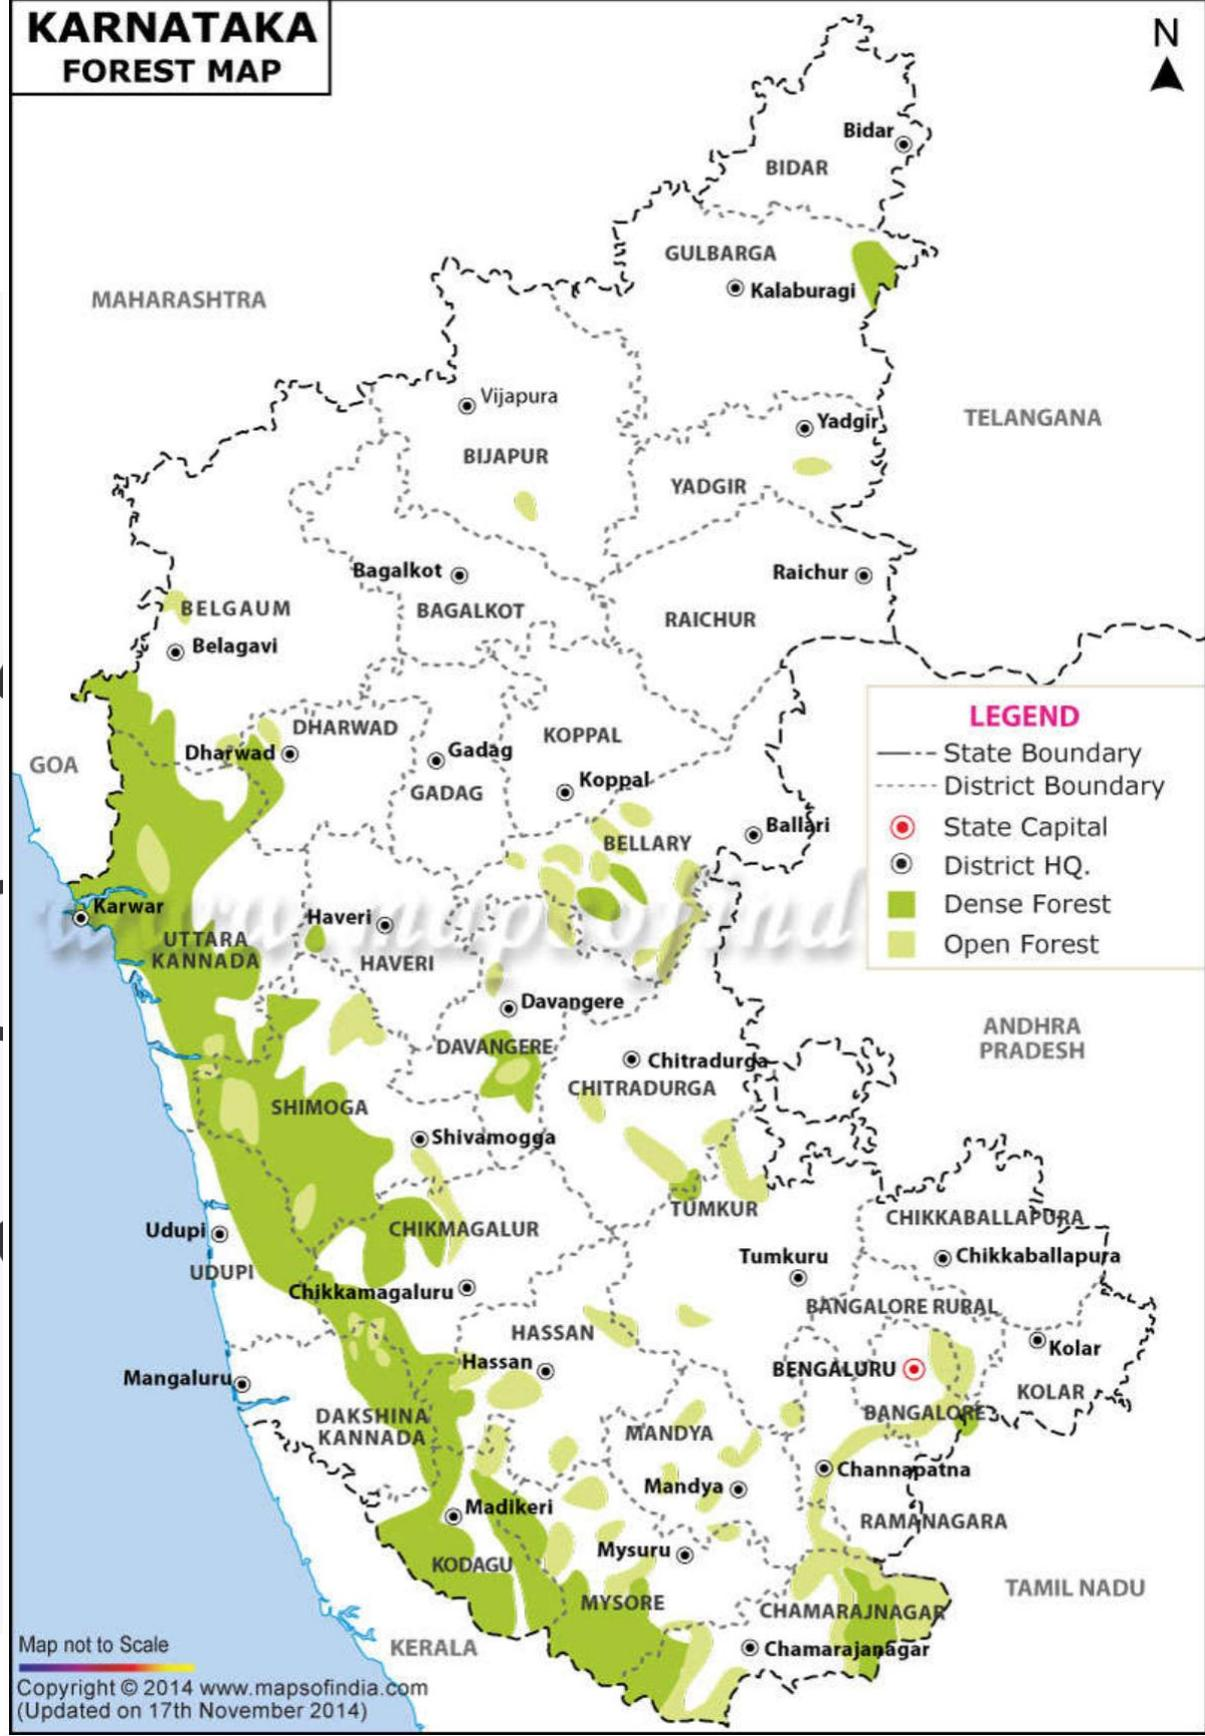 KARNATAKA
FOREST MAP
N
Bidar
BIDAR
GULBARGA
Kalaburagi
MAHARASHTRA
Vijapura
Yadgir
TELANGANA
BIJAPUR
YADGIR
Bagalkot
Raichur
BELGAUM
BAGALKOT
RAICHUR
Belagavi
LEGEND
State Boundary
District Boundary
State Capital
District HQ.
Dense Forest
Open Forest
DHARWAD
KOPPAL
Dharwad
Gadag
GOA
Koppal
GADAG
Ballari
BELLARY
www.mapsofind
Karwar
Haveri
UTTARA
KANNADA
HAVERI
Davangere
ANDHRA
PRADESH
DAVANGERE
Chitradurga
CHITRADURGA
SHIMOGA
Shivamogga
TUMKUR
CHIKKABALLAPURA
Udupi
CHIKMAGALUR
Tumkuru
Chikkaballapura
UDUPI
Chikkamagaluru
BANGALORE RURAL
HASSAN
Kolar
Hassan
BENGALURU
Mangaluru
KOLAR
BANGALORE
DAKSHINA
KANNADA
MANDYA
Channapatna
Mandya
Madikeri
RAMANAGARA
Mysuru
KODAGU
TAMIL NADU
MYSORE
CHAMARAJNAGAR
KERALA
Chamarajanagar
Map not to Scale
Copyright © 2014 www.mapsofindia.com
(Updated on 17th November 2014)